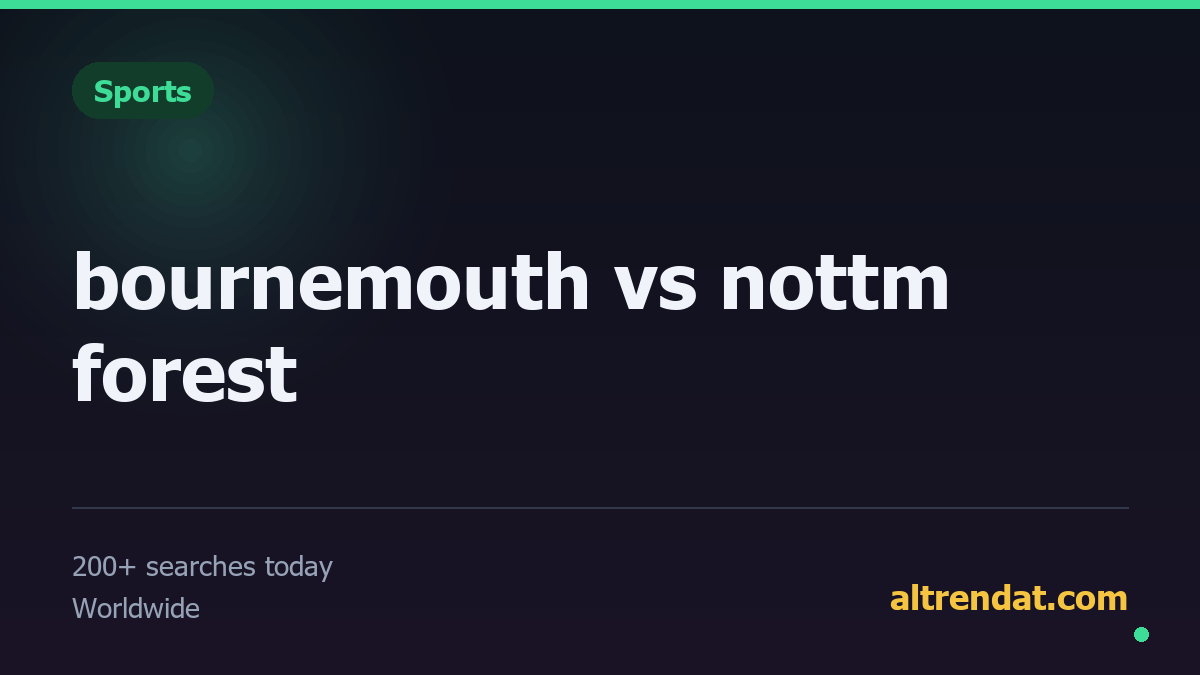 Sports
bournemouth vs nottm
forest
200+ searches today
Worldwide
altrendat.com